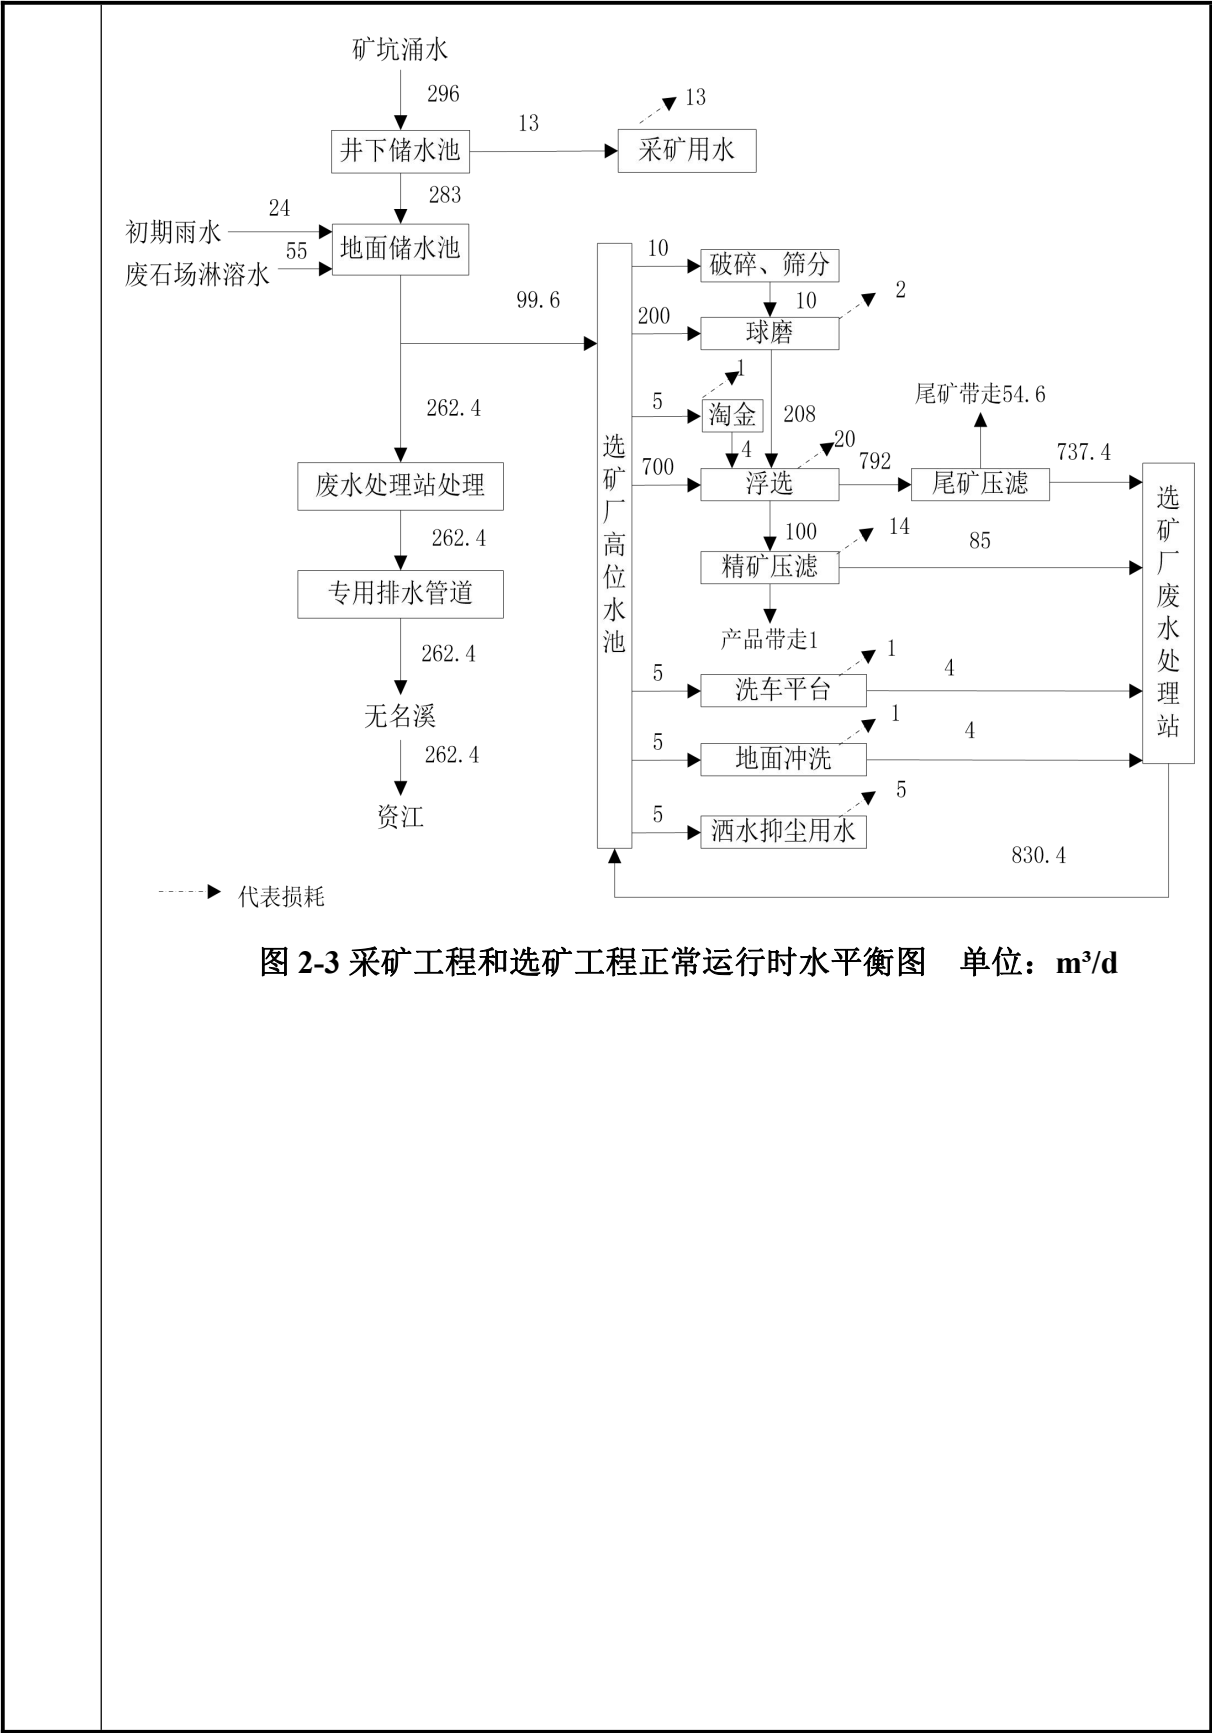 矿坑涌水
296
13
13
井下储水池
采矿用水
283
24
初期雨水
55
废石场淋溶水
地面储水池
99.6
262.4
废水处理站处理
262.4
专用排水管道
262.4
无名溪
262.4
资江
选矿厂高位水池
10
破碎、筛分
10
2
200
球磨
1
5
淘金
208
4
20
700
浮选
792
尾矿带走54.6
尾矿压滤
737.4
100
14
精矿压滤
85
产品带走1
5
1
洗车平台
4
5
1
地面冲洗
4
5
5
洒水抑尘用水
选矿厂废水处理站
830.4
代表损耗
图 2-3 采矿工程和选矿工程正常运行时水平衡图 单位：m³/d